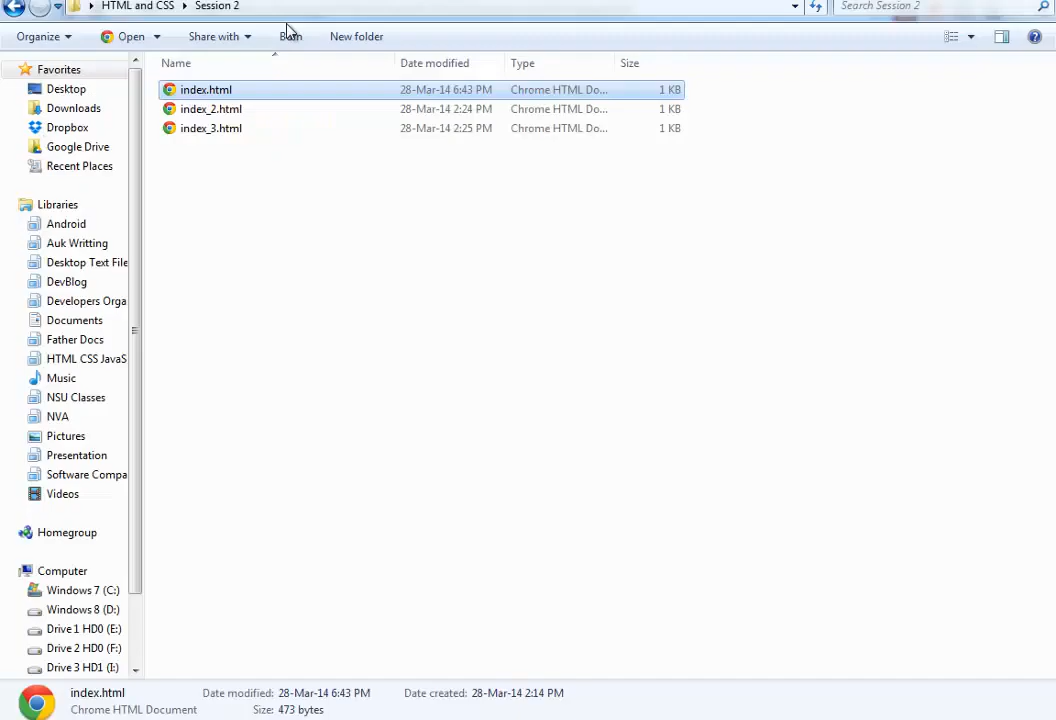 HTML and CSS Session 2 Search Session 2
Organize Open Share with Burn New folder
Name Date modified Type Size
index.html 28-Mar-14 6:43 PM Chrome HTML Do... 1 KB
index_2.html 28-Mar-14 2:24 PM Chrome HTML Do... 1 KB
index_3.html 28-Mar-14 2:25 PM Chrome HTML Do... 1 KB
Favorites
Desktop
Downloads
Dropbox
Google Drive
Recent Places
Libraries
Android
Auk Writting
Desktop Text File
DevBlog
Developers Orga
Documents
Father Docs
HTML CSS JavaS
Music
NSU Classes
NVA
Pictures
Presentation
Software Compa
Videos
Homegroup
Computer
Windows 7 (C:)
Windows 8 (D:)
Drive 1 HD0 (E:)
Drive 2 HD0 (F:)
Drive 3 HD1 (I:)
index.html Date modified: 28-Mar-14 6:43 PM Date created: 28-Mar-14 2:14 PM
Chrome HTML Document Size: 473 bytes